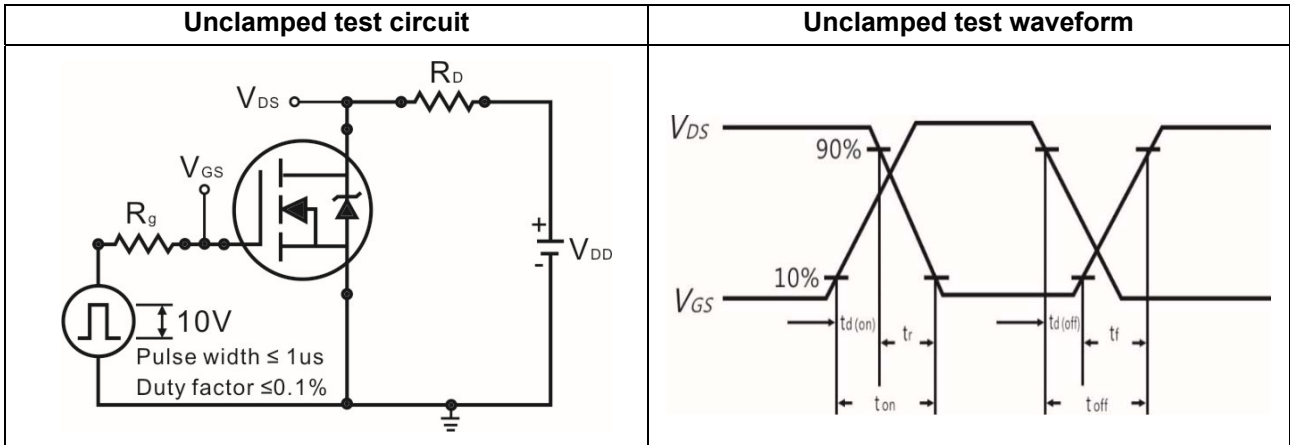 Unclamped test circuit
Unclamped test waveform
RD
VDS
VGS
Rg
+
-
VDD
10V
Pulse width ≤ 1us
Duty factor ≤0.1%
VDS
90%
10%
VGS
td(on)
tr
td(off)
tf
ton
toff